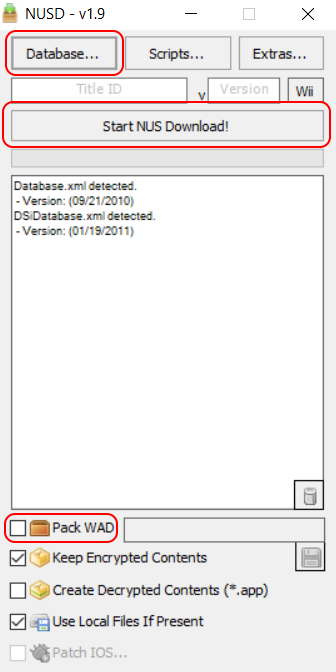 NUSD - v1.9
Database... Scripts... Extras...
Title ID v Version Wii
Start NUS Download!
Database.xml detected.
- Version: (09/21/2010)
DSiDatabase.xml detected.
- Version: (01/19/2011)
Pack WAD
Keep Encrypted Contents
Create Decrypted Contents (*.app)
Use Local Files If Present
Patch IOS...